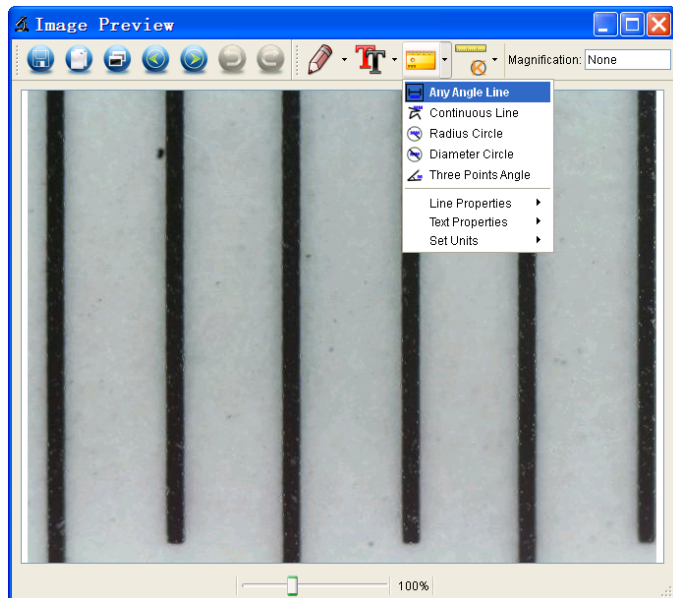 Image Preview
TT
Magnification: None
Any Angle Line
Continuous Line
Radius Circle
Diameter Circle
Three Points Angle
Line Properties
Text Properties
Set Units
100%